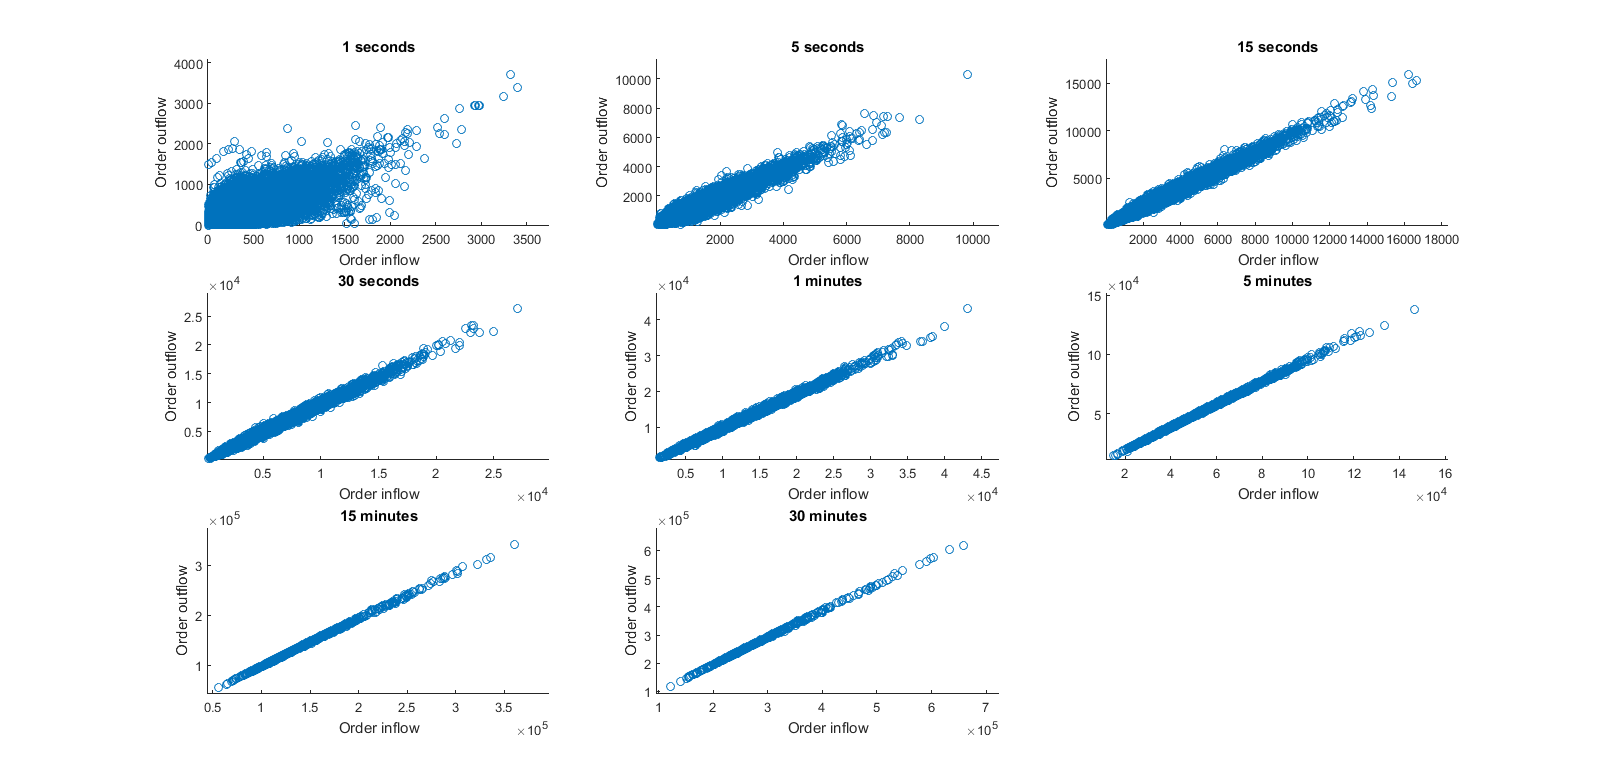 1 seconds
4000
3000
2000
1000
0
Order outflow
0 500 1000 1500 2000 2500 3000 3500
Order inflow
5 seconds
10000
8000
6000
4000
2000
Order outflow
2000 4000 6000 8000 10000
Order inflow
15 seconds
15000
10000
5000
Order outflow
2000 4000 6000 8000 10000 12000 14000 16000 18000
Order inflow
30 seconds
×10^4
2.5
2
1.5
1
0.5
Order outflow
0.5 1 1.5 2 2.5
Order inflow
×10^4
1 minutes
×10^4
4
3
2
1
Order outflow
0.5 1 1.5 2 2.5 3 3.5 4 4.5
Order inflow
×10^4
5 minutes
×10^4
15
10
5
Order outflow
2 4 6 8 10 12 14 16
Order inflow
×10^4
15 minutes
×10^5
3
2
1
Order outflow
0.5 1 1.5 2 2.5 3 3.5
Order inflow
×10^5
30 minutes
×10^5
6
5
4
3
2
1
Order outflow
1 2 3 4 5 6 7
Order inflow
×10^5